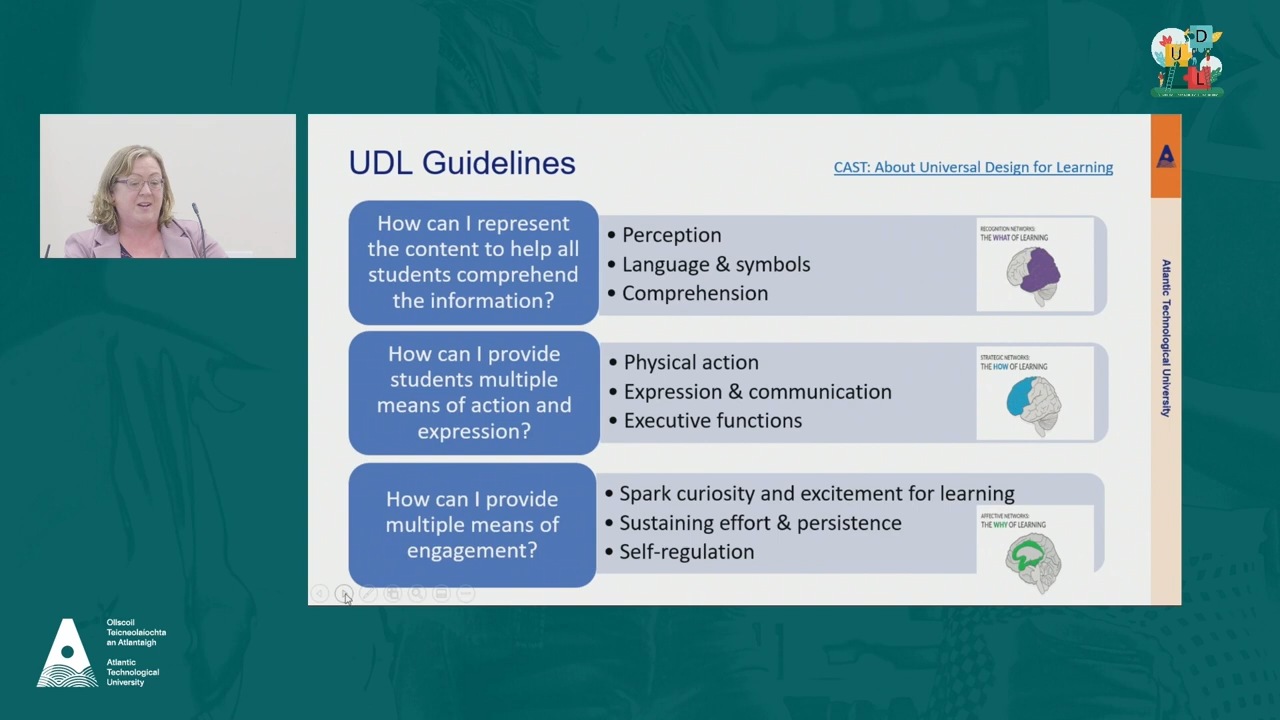 U
D
L
UDL Guidelines
CAST: About Universal Design for Learning
How can I represent
the content to help all
students comprehend
the information?
• Perception
• Language & symbols
• Comprehension
RECOGNITION NETWORKS:
THE WHAT OF LEARNING
How can I provide
students multiple
means of action and
expression?
• Physical action
• Expression & communication
• Executive functions
STRATEGIC NETWORKS:
THE HOW OF LEARNING
How can I provide
multiple means of
engagement?
• Spark curiosity and excitement for learning
• Sustaining effort & persistence
• Self-regulation
AFFECTIVE NETWORKS:
THE WHY OF LEARNING
Atlantic Technological University
Ollscoil
Teicneolaíochta
an Atlantaigh
Atlantic
Technological
University